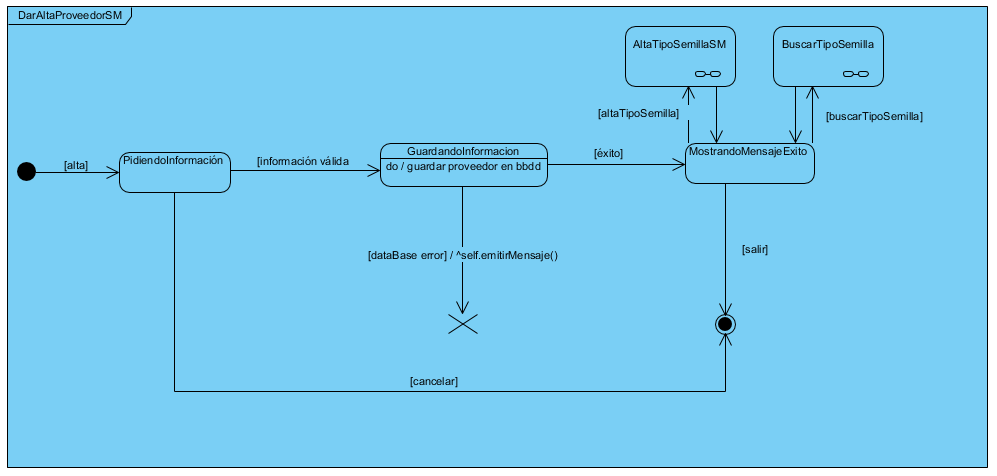 DarAltaProveedorSM
AltaTipoSemillaSM
BuscarTipoSemilla
[altaTipoSemilla]
[buscarTipoSemilla]
[alta]
PidiendoInformación
[información válida
GuardandoInformacion
do / guardar proveedor en bbdd
[éxito]
MostrandoMensajeExito
[dataBase error] / ^self.emitirMensaje()
[salir]
[cancelar]